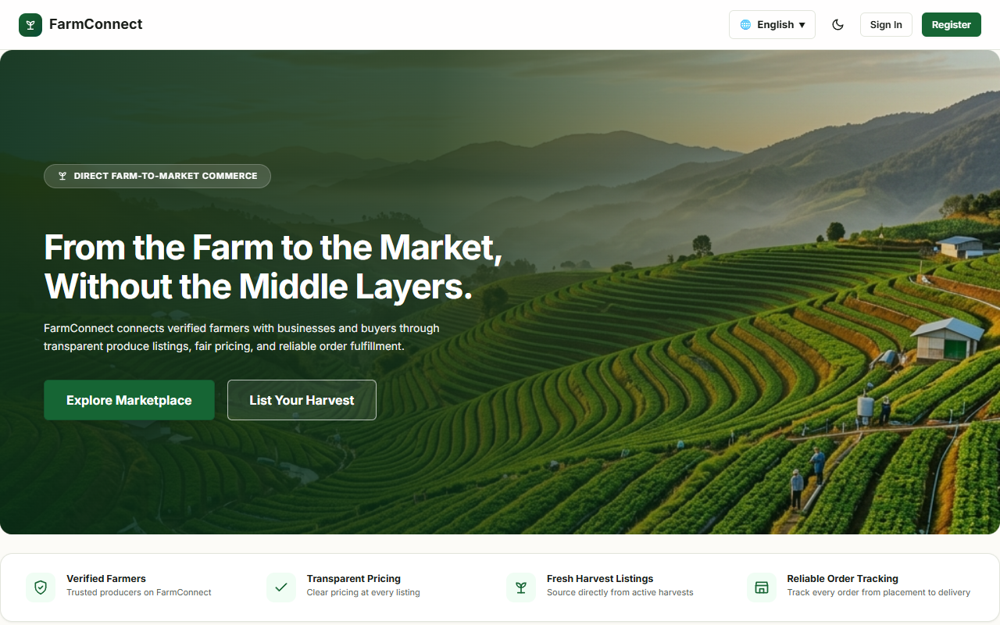 FarmConnect
English ▼
Sign In
Register
DIRECT FARM-TO-MARKET COMMERCE
From the Farm to the Market,
Without the Middle Layers.
FarmConnect connects verified farmers with businesses and buyers through
transparent produce listings, fair pricing, and reliable order fulfillment.
Explore Marketplace
List Your Harvest
Verified Farmers
Trusted producers on FarmConnect
Transparent Pricing
Clear pricing at every listing
Fresh Harvest Listings
Source directly from active harvests
Reliable Order Tracking
Track every order from placement to delivery